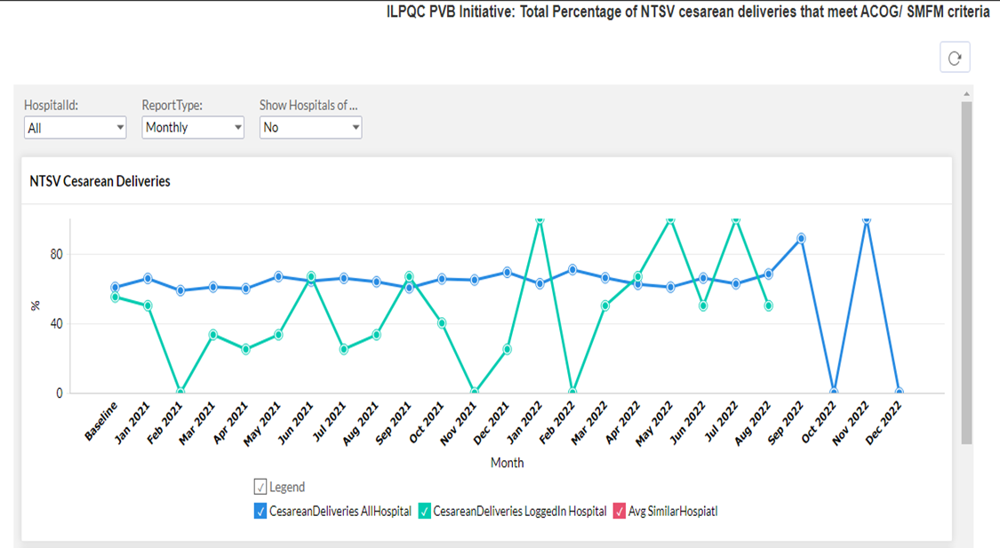 ILPQC PVB Initiative: Total Percentage of NTSV cesarean deliveries that meet ACOG/ SMFM criteria
HospitalId: ReportType: Show Hospitals of ...
All Monthly No
NTSV Cesarean Deliveries
80
%
40
0
Baseline Jan 2021 Feb 2021 Mar 2021 Apr 2021 May 2021 Jun 2021 Jul 2021 Aug 2021 Sep 2021 Oct 2021 Nov 2021 Dec 2021 Jan 2022 Feb 2022 Mar 2022 Apr 2022 May 2022 Jun 2022 Jul 2022 Aug 2022 Sep 2022 Oct 2022 Nov 2022 Dec 2022
Month
Legend
CesareanDeliveries AllHospital CesareanDeliveries LoggedIn Hospital Avg SimilarHospiatl